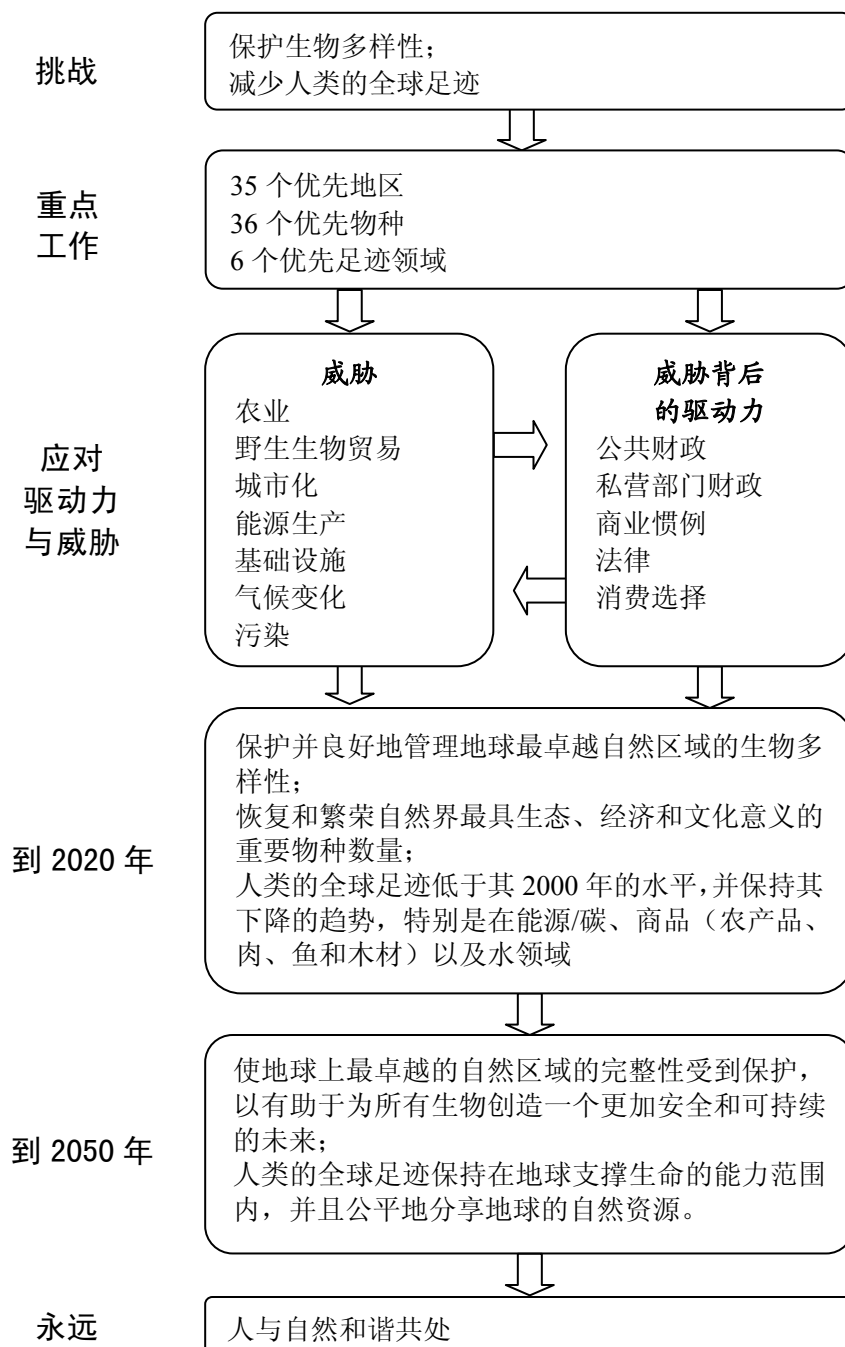 挑战
保护生物多样性；
减少人类的全球足迹
重点
工作
35 个优先地区
36 个优先物种
6 个优先足迹领域
应对
驱动力
与威胁
威胁
农业
野生生物贸易
城市化
能源生产
基础设施
气候变化
污染
威胁背后
的驱动力
公共财政
私营部门财政
商业惯例
法律
消费选择
到 2020 年
保护并良好地管理地球最卓越自然区域的生物多
样性；
恢复和繁荣自然界最具生态、经济和文化意义的
重要物种数量；
人类的全球足迹低于其 2000 年的水平，并保持其
下降的趋势，特别是在能源/碳、商品（农产品、
肉、鱼和木材）以及水领域
到 2050 年
使地球上最卓越的自然区域的完整性受到保护，
以有助于为所有生物创造一个更加安全和可持续
的未来；
人类的全球足迹保持在地球支撑生命的能力范围
内，并且公平地分享地球的自然资源。
永远
人与自然和谐共处